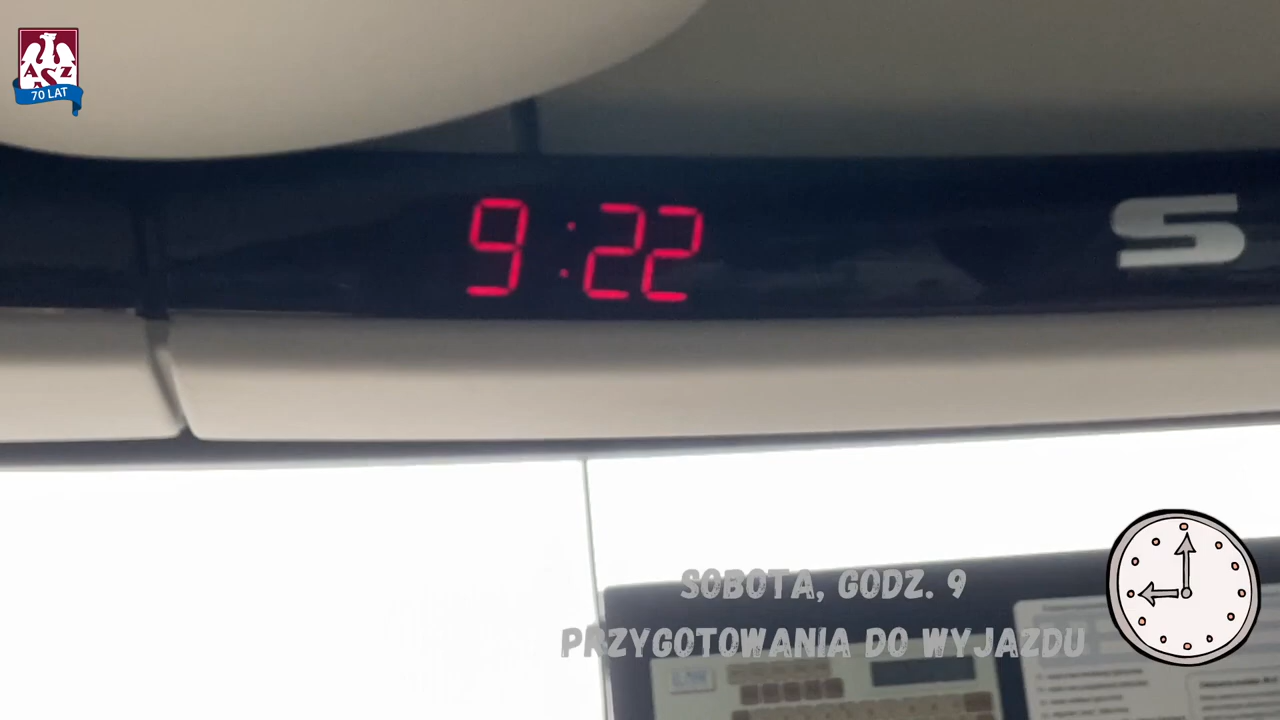 AZS
70 LAT
9:22
S
SOBOTA, GODZ. 9
PRZYGOTOWANIA DO WYJAZDU